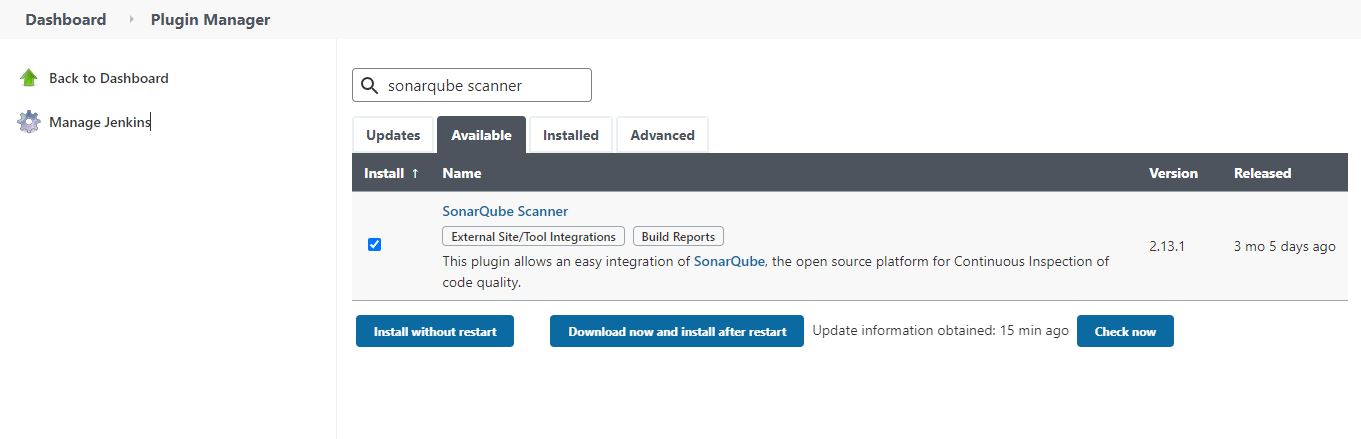 Dashboard Plugin Manager
Back to Dashboard
Manage Jenkins
sonarqube scanner
Updates Available Installed Advanced
Install ↑ Name Version Released
SonarQube Scanner
External Site/Tool Integrations Build Reports
2.13.1 3 mo 5 days ago
This plugin allows an easy integration of SonarQube, the open source platform for Continuous Inspection of
code quality.
Install without restart Download now and install after restart Update information obtained: 15 min ago Check now